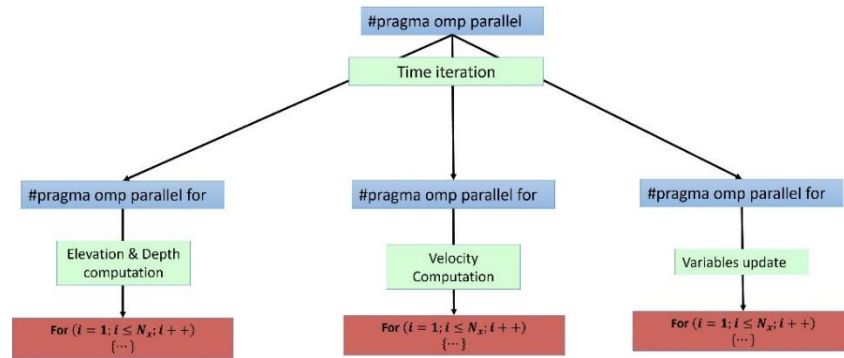 #pragma omp parallel
Time iteration
#pragma omp parallel for
#pragma omp parallel for
#pragma omp parallel for
Elevation & Depth
computation
Velocity
Computation
Variables update
For (i = 1; i ≤ Nₓ; i + +)
{⋯}
For (i = 1; i ≤ Nₓ; i + +)
{⋯}
For (i = 1; i ≤ Nₓ; i + +)
{⋯}